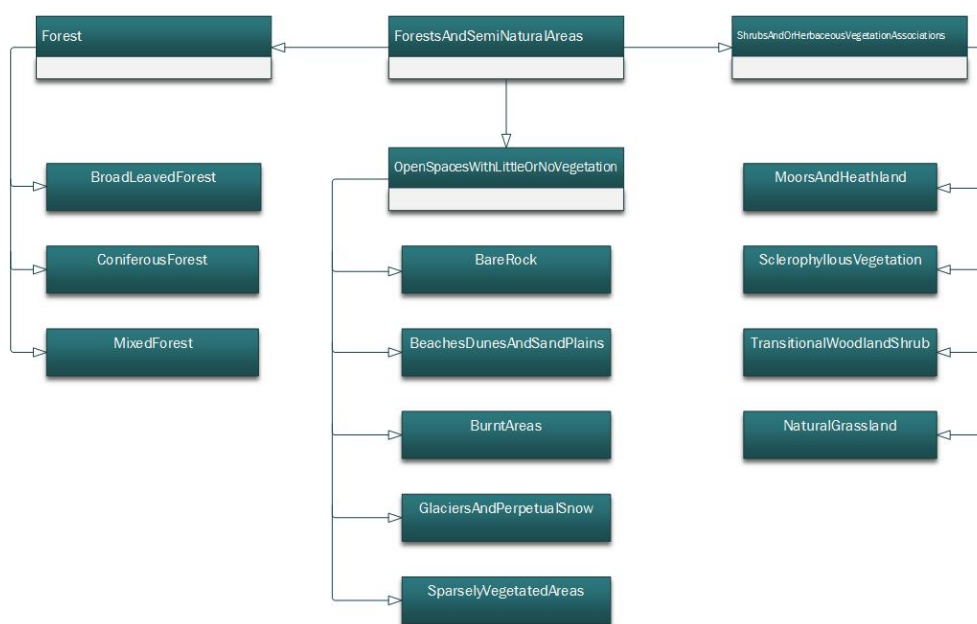 Forest
ForestsAndSemiNaturalAreas
ShrubsAndOrHerbaceousVegetationAssociations
OpenSpacesWithLittleOrNoVegetation
BroadLeavedForest
MoorsAndHeathland
ConiferousForest
BareRock
SclerophyllousVegetation
MixedForest
BeachesDunesAndSandPlains
TransitionalWoodlandShrub
BurntAreas
NaturalGrassland
GlaciersAndPerpetualSnow
SparselyVegetatedAreas